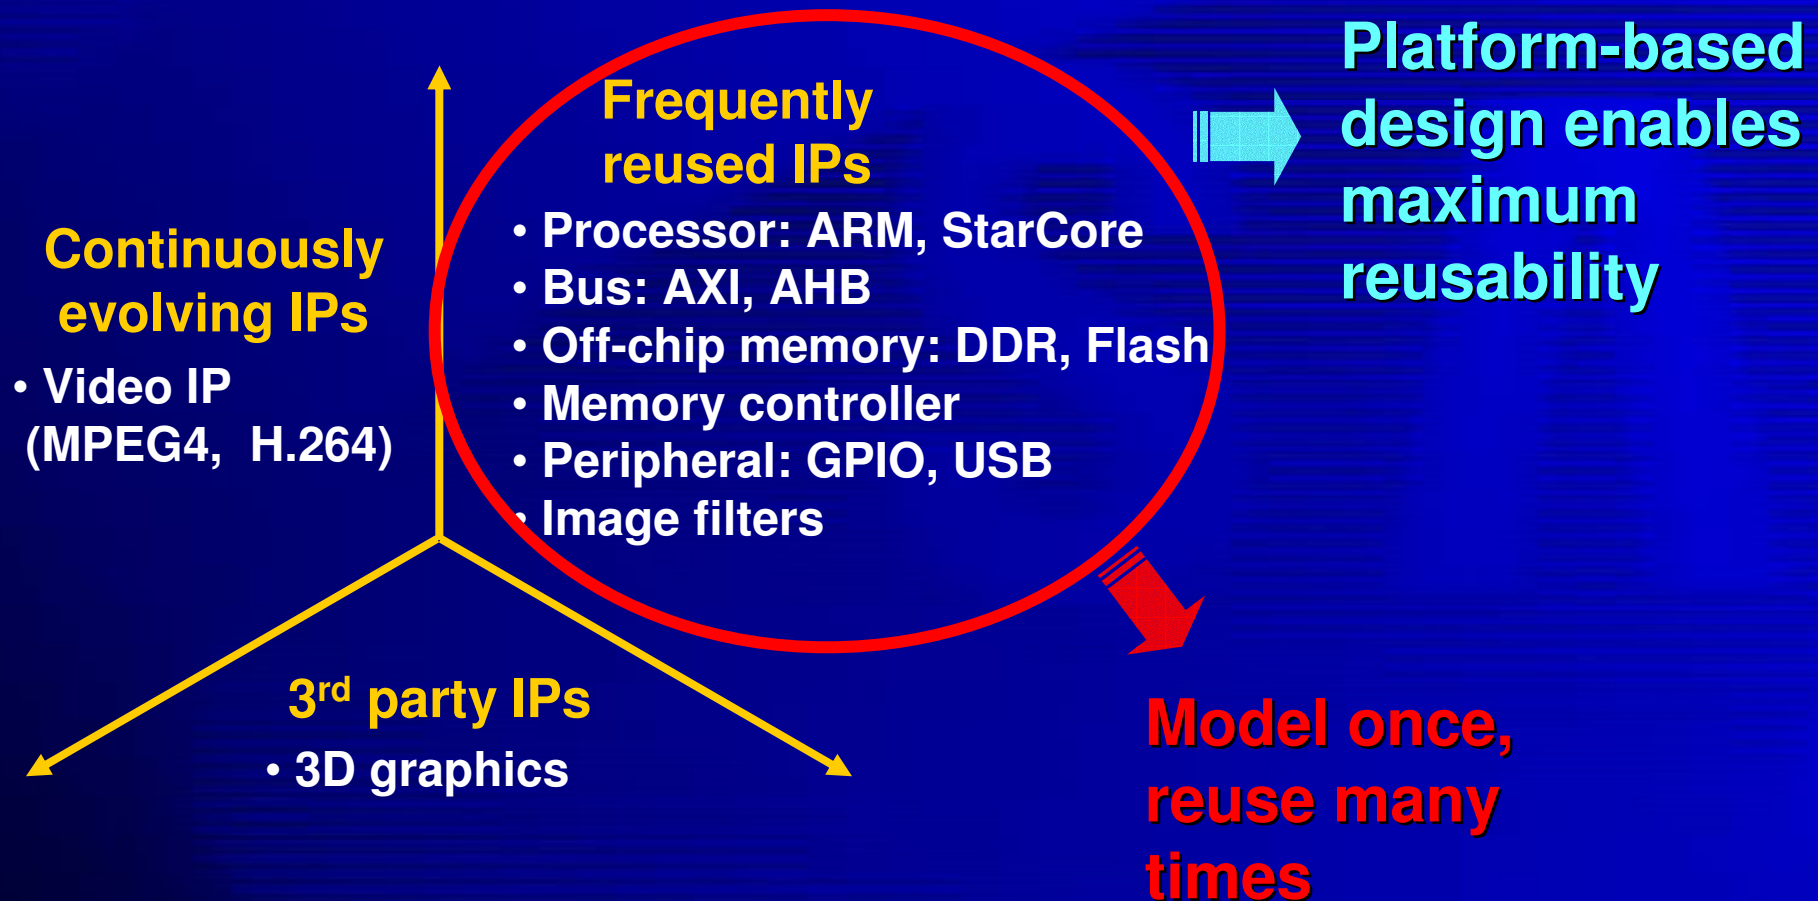 Continuously
evolving IPs
• Video IP
(MPEG4, H.264)
Frequently
reused IPs
• Processor: ARM, StarCore
• Bus: AXI, AHB
• Off-chip memory: DDR, Flash
• Memory controller
• Peripheral: GPIO, USB
• Image filters
3rd party IPs
• 3D graphics
Platform-based
design enables
maximum
reusability
Model once,
reuse many
times